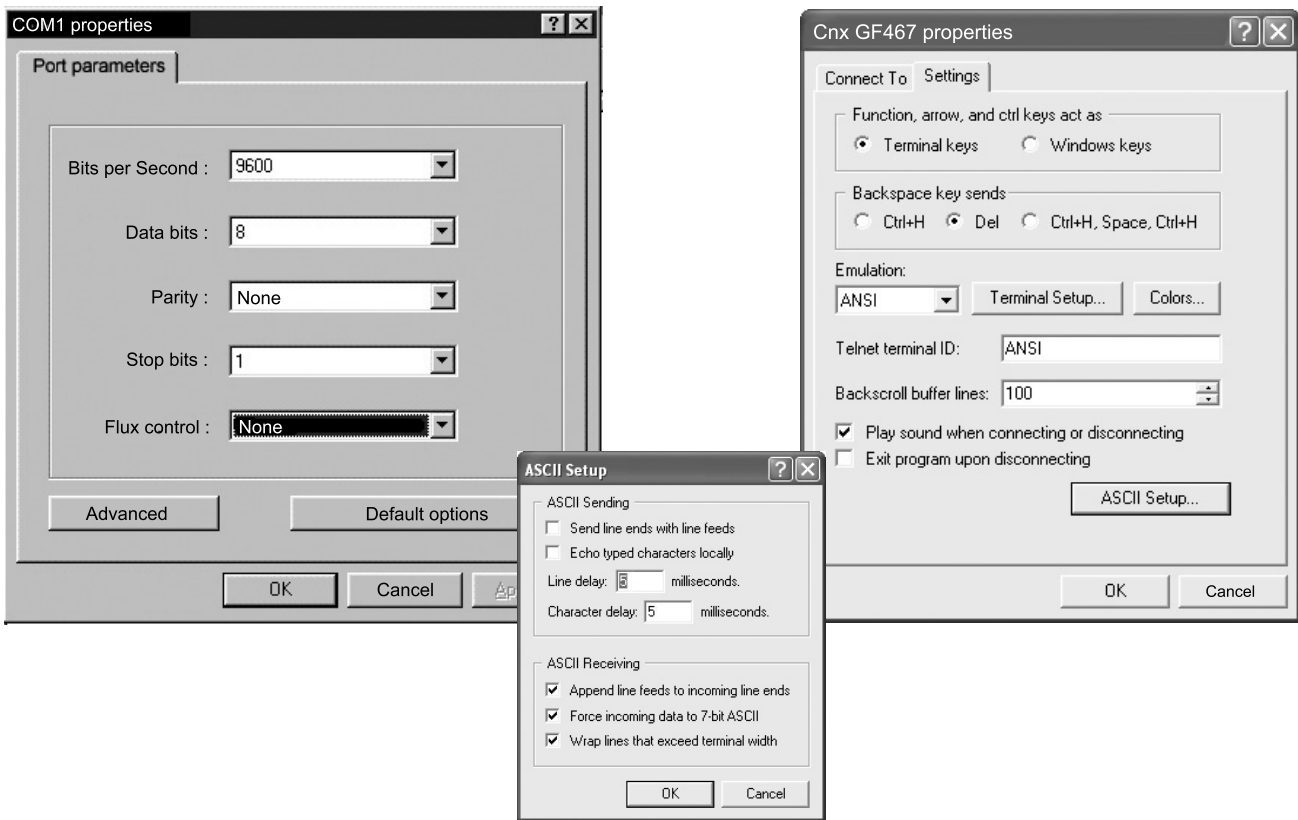 COM1 properties
Port parameters
Bits per Second : 9600
Data bits : 8
Parity : None
Stop bits : 1
Flux control : None
Advanced Default options
OK Cancel Ap
Cnx GF467 properties
Connect To Settings
Function, arrow, and ctrl keys act as
Terminal keys Windows keys
Backspace key sends
Ctrl+H Del Ctrl+H, Space, Ctrl+H
Emulation:
ANSI Terminal Setup... Colors...
Telnet terminal ID: ANSI
Backscroll buffer lines: 100
Play sound when connecting or disconnecting
Exit program upon disconnecting
ASCII Setup...
OK Cancel
ASCII Setup
ASCII Sending
Send line ends with line feeds
Echo typed characters locally
Line delay: 5 milliseconds.
Character delay: 5 milliseconds.
ASCII Receiving
Append line feeds to incoming line ends
Force incoming data to 7-bit ASCII
Wrap lines that exceed terminal width
OK Cancel